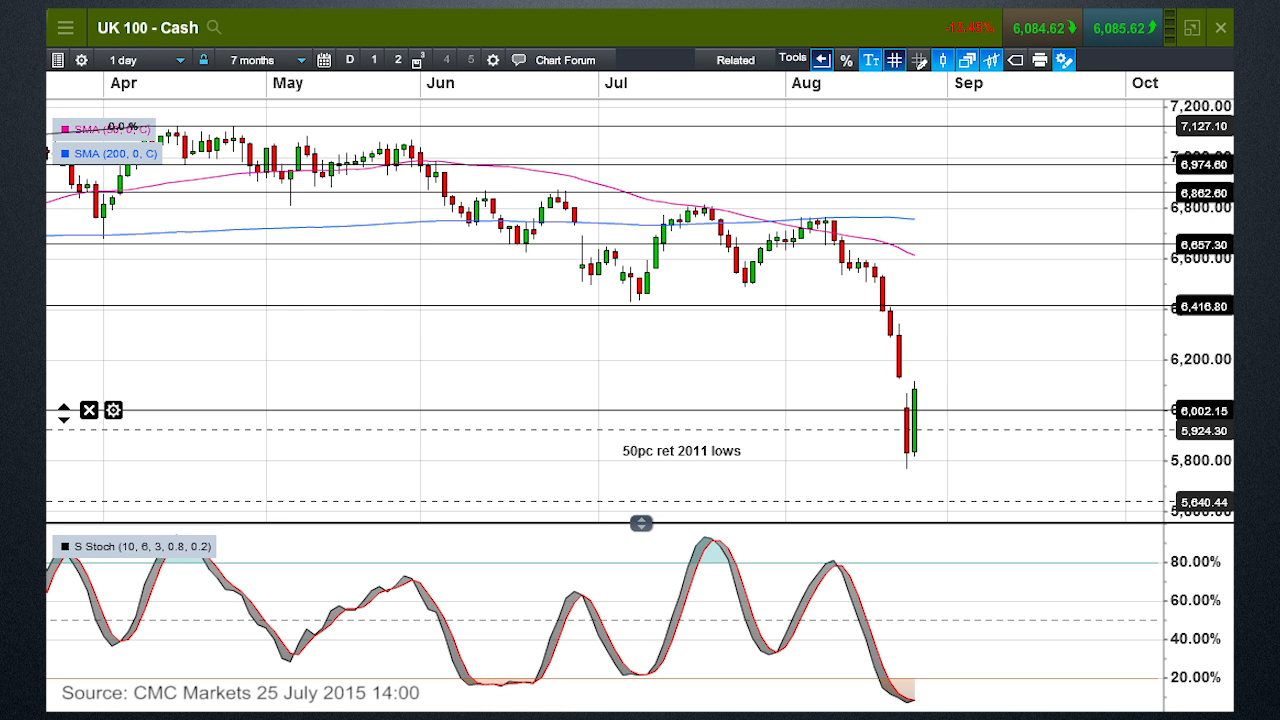 UK 100 - Cash -13.45% 6,084.62 6,085.62
1 day 7 months D 1 2 3 4 5 Chart Forum Related Tools %
Apr May Jun Jul Aug Sep Oct
7,200.00
SMA (50, 0, C) 0.0 % 7,127.10
SMA (200, 0, C)
6,974.60
6,862.60
6,800.00
6,657.30
6,600.00
6,416.80
6,200.00
6,002.15
5,924.30
50pc ret 2011 lows
5,800.00
5,640.44
S Stoch (10, 6, 3, 0.8, 0.2)
80.00%
60.00%
40.00%
20.00%
Source: CMC Markets 25 July 2015 14:00